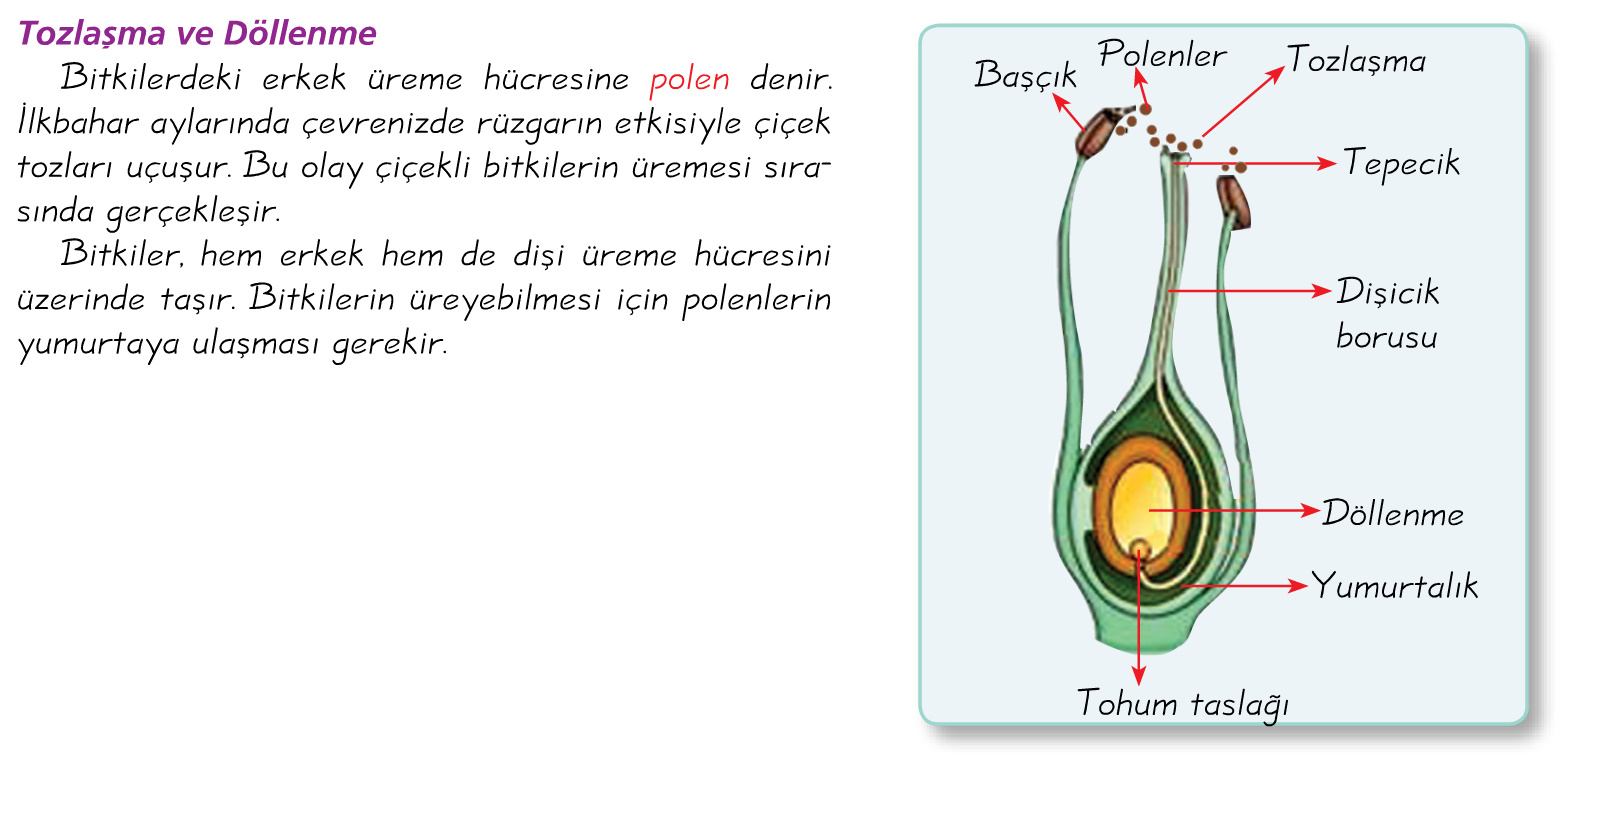 Tozlaşma ve Döllenme
Bitkilerdeki erkek üreme hücresine polen denir.
İlkbahar aylarında çevrenizde rüzgarın etkisiyle çiçek
tozları uçuşur. Bu olay çiçekli bitkilerin üremesi sıra-
sında gerçekleşir.
Bitkiler, hem erkek hem de dişi üreme hücresini
üzerinde taşır. Bitkilerin üreyebilmesi için polenlerin
yumurtaya ulaşması gerekir.
Başçık
Polenler
Tozlaşma
Tepecik
Dişicik
borusu
Döllenme
Yumurtalık
Tohum taslağı